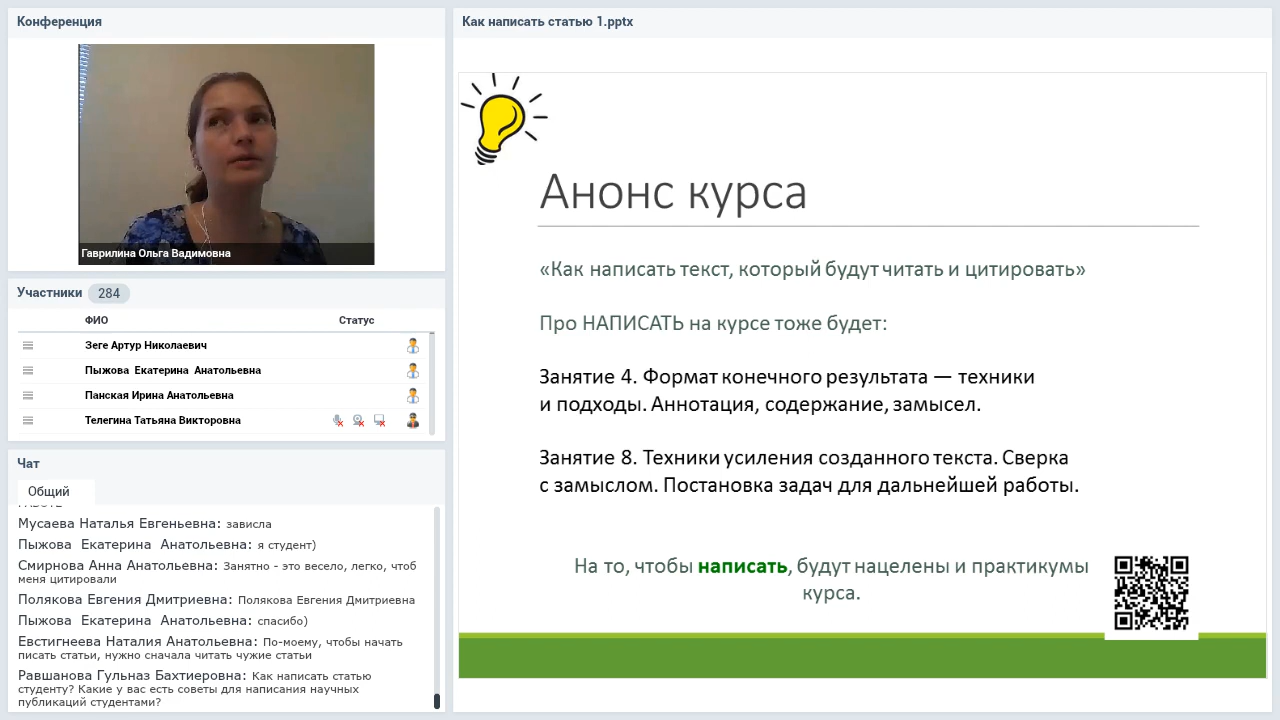 Конференция
Гаврилина Ольга Вадимовна
Участники 284
ФИО Статус
Зеге Артур Николаевич
Пыжова Екатерина Анатольевна
Панская Ирина Анатольевна
Телегина Татьяна Викторовна
Чат
Общий
Мусаева Наталья Евгеньевна: зависла
Пыжова Екатерина Анатольевна: я студент)
Смирнова Анна Анатольевна: Занятно - это весело, легко, чтоб
меня цитировали
Полякова Евгения Дмитриевна: Полякова Евгения Дмитриевна
Пыжова Екатерина Анатольевна: спасибо)
Евстигнеева Наталия Анатольевна: По-моему, чтобы начать
писать статьи, нужно сначала читать чужие статьи
Равшанова Гульназ Бахтиеровна: Как написать статью
студенту? Какие у вас есть советы для написания научных
публикаций студентами?
Как написать статью 1.pptx
Анонс курса
«Как написать текст, который будут читать и цитировать»
Про НАПИСАТЬ на курсе тоже будет:
Занятие 4. Формат конечного результата — техники
и подходы. Аннотация, содержание, замысел.
Занятие 8. Техники усиления созданного текста. Сверка
с замыслом. Постановка задач для дальнейшей работы.
На то, чтобы написать, будут нацелены и практикумы
курса.